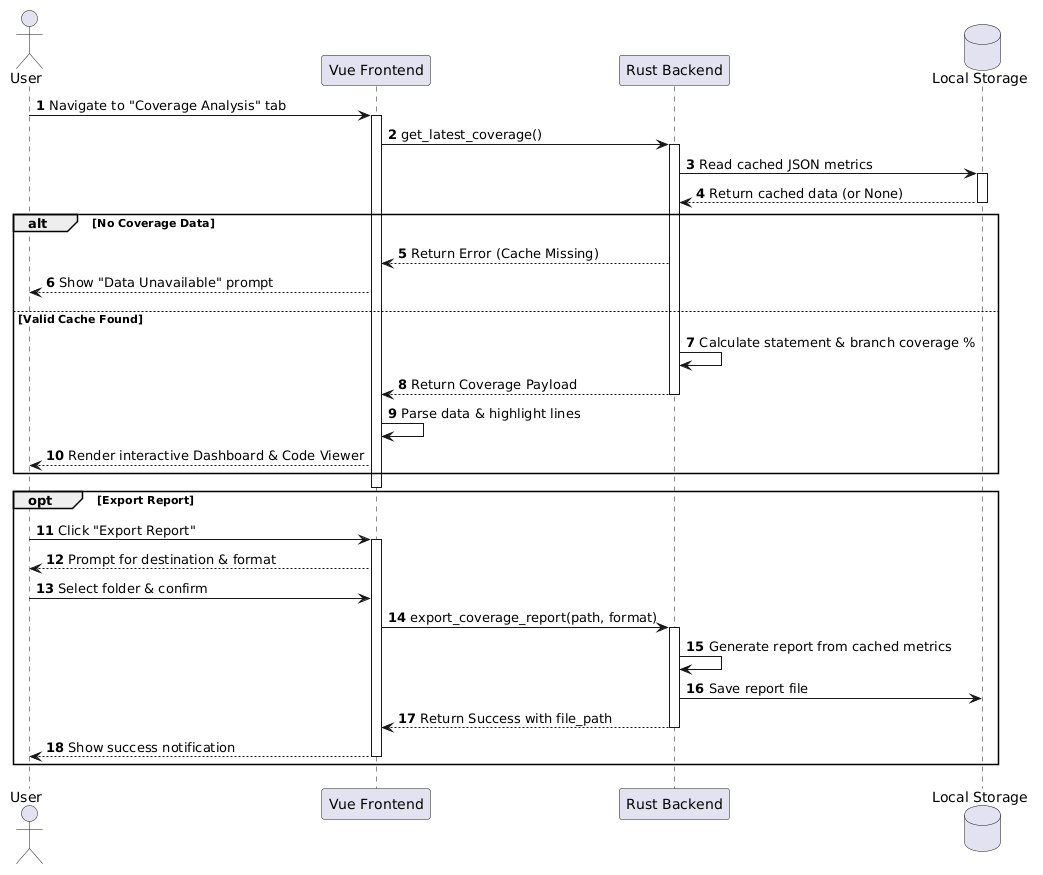 User
Vue Frontend
Rust Backend
Local Storage
1 Navigate to "Coverage Analysis" tab
2 get_latest_coverage()
3 Read cached JSON metrics
4 Return cached data (or None)
alt [No Coverage Data]
5 Return Error (Cache Missing)
6 Show "Data Unavailable" prompt
[Valid Cache Found]
7 Calculate statement & branch coverage %
8 Return Coverage Payload
9 Parse data & highlight lines
10 Render interactive Dashboard & Code Viewer
opt [Export Report]
11 Click "Export Report"
12 Prompt for destination & format
13 Select folder & confirm
14 export_coverage_report(path, format)
15 Generate report from cached metrics
16 Save report file
17 Return Success with file_path
18 Show success notification
User
Vue Frontend
Rust Backend
Local Storage